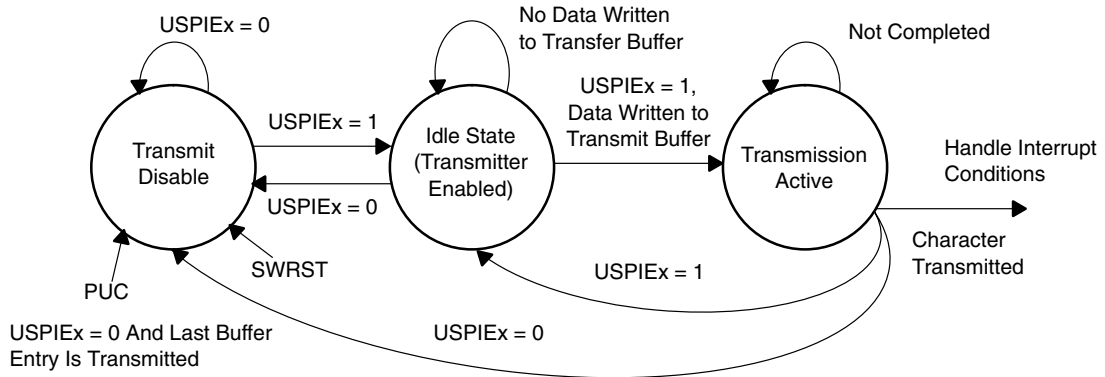 USPIEx = 0
No Data Written
to Transfer Buffer
Not Completed
USPIEx = 1
USPIEx = 1,
Data Written to
Transmit Buffer
Transmit
Disable
Idle State
(Transmitter
Enabled)
Transmission
Active
Handle Interrupt
Conditions
USPIEx = 0
Character
Transmitted
SWRST
USPIEx = 1
PUC
USPIEx = 0 And Last Buffer
Entry Is Transmitted
USPIEx = 0